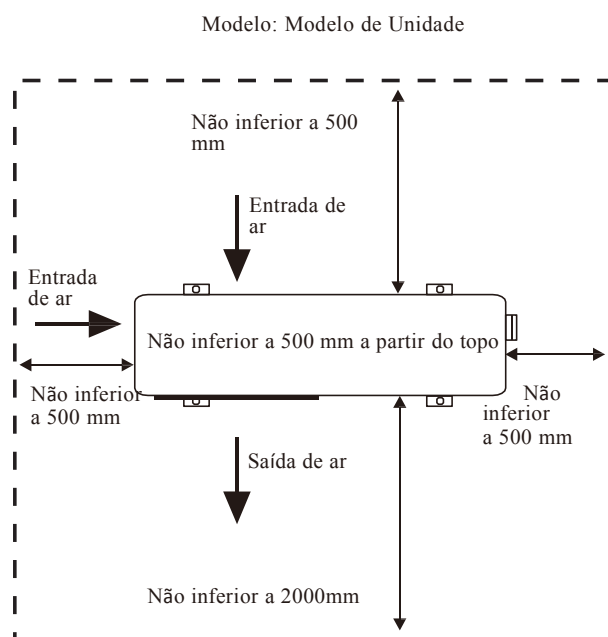 Modelo: Modelo de Unidade
Não inferior a 500
mm
Entrada de
ar
Entrada
de ar
Não inferior a 500 mm a partir do topo
Não inferior
a 500 mm
Não
inferior
a 500 mm
Saída de ar
Não inferior a 2000mm